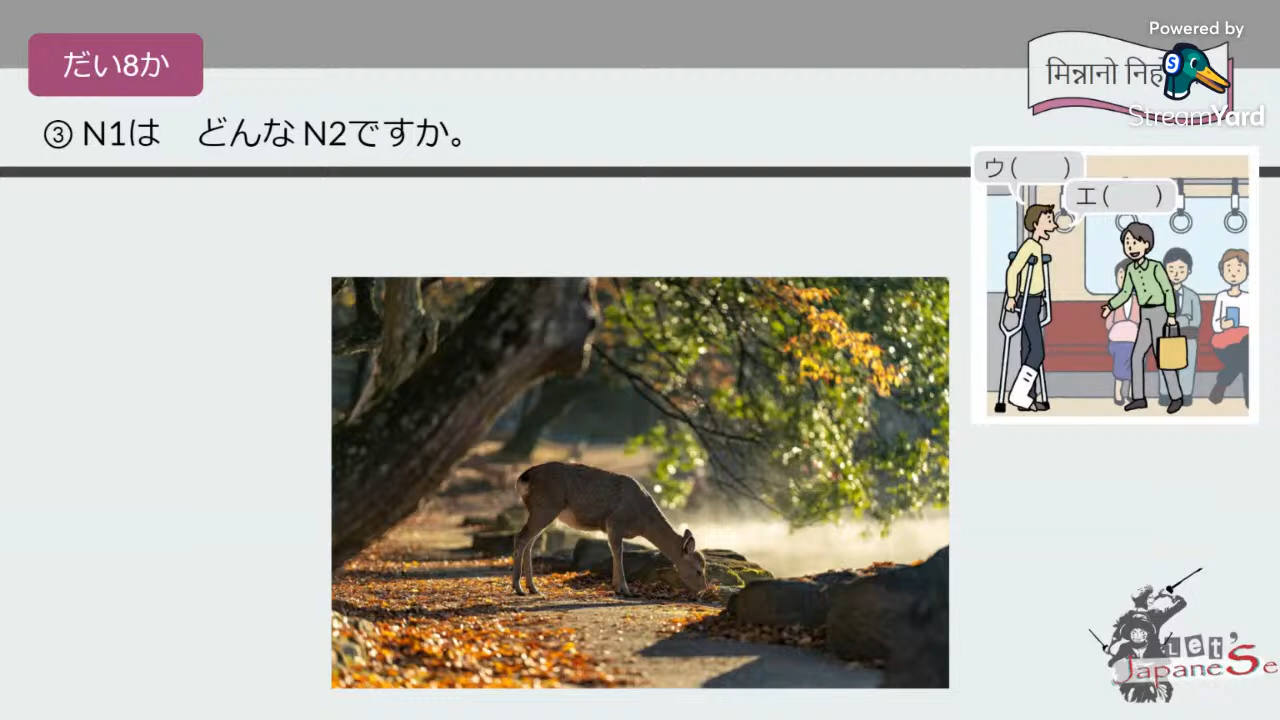 Powered by
だい8か
मिन्नानो
StreamYard
③ N1は どんな N2ですか。
ウ( )
エ( )
Let's
JapaneSe